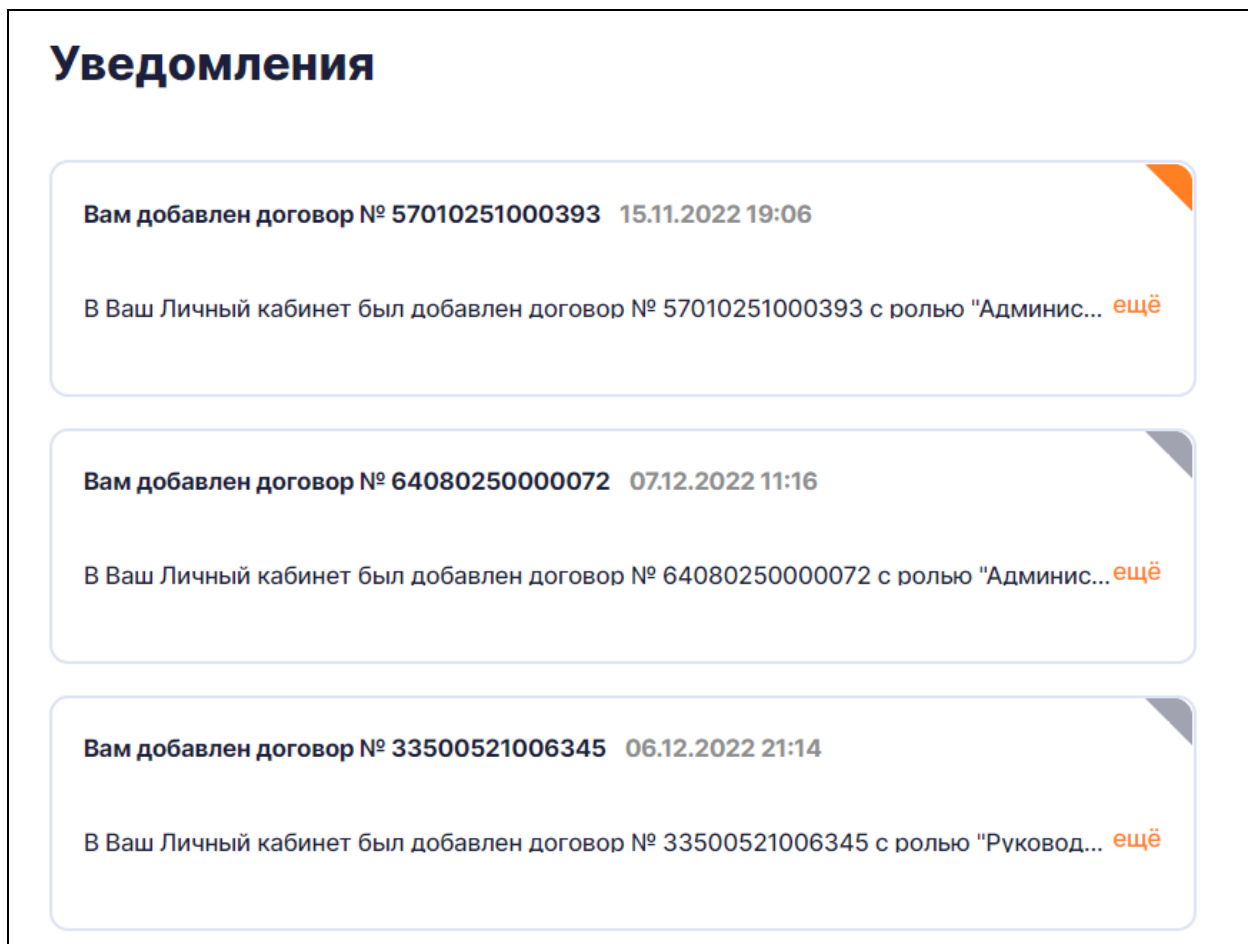 Уведомления
Вам добавлен договор № 57010251000393 15.11.2022 19:06
В Ваш Личный кабинет был добавлен договор № 57010251000393 с ролью "Админис... ещё
Вам добавлен договор № 64080250000072 07.12.2022 11:16
В Ваш Личный кабинет был добавлен договор № 64080250000072 с ролью "Админис... ещё
Вам добавлен договор № 33500521006345 06.12.2022 21:14
В Ваш Личный кабинет был добавлен договор № 33500521006345 с ролью "Руковод... ещё